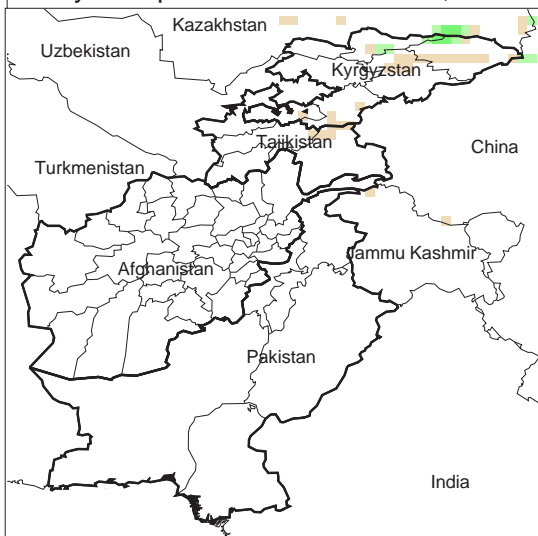 Kazakhstan
Uzbekistan
Kyrgyzstan
Tajikistan
China
Turkmenistan
Jammu Kashmir
Afghanistan
Pakistan
India